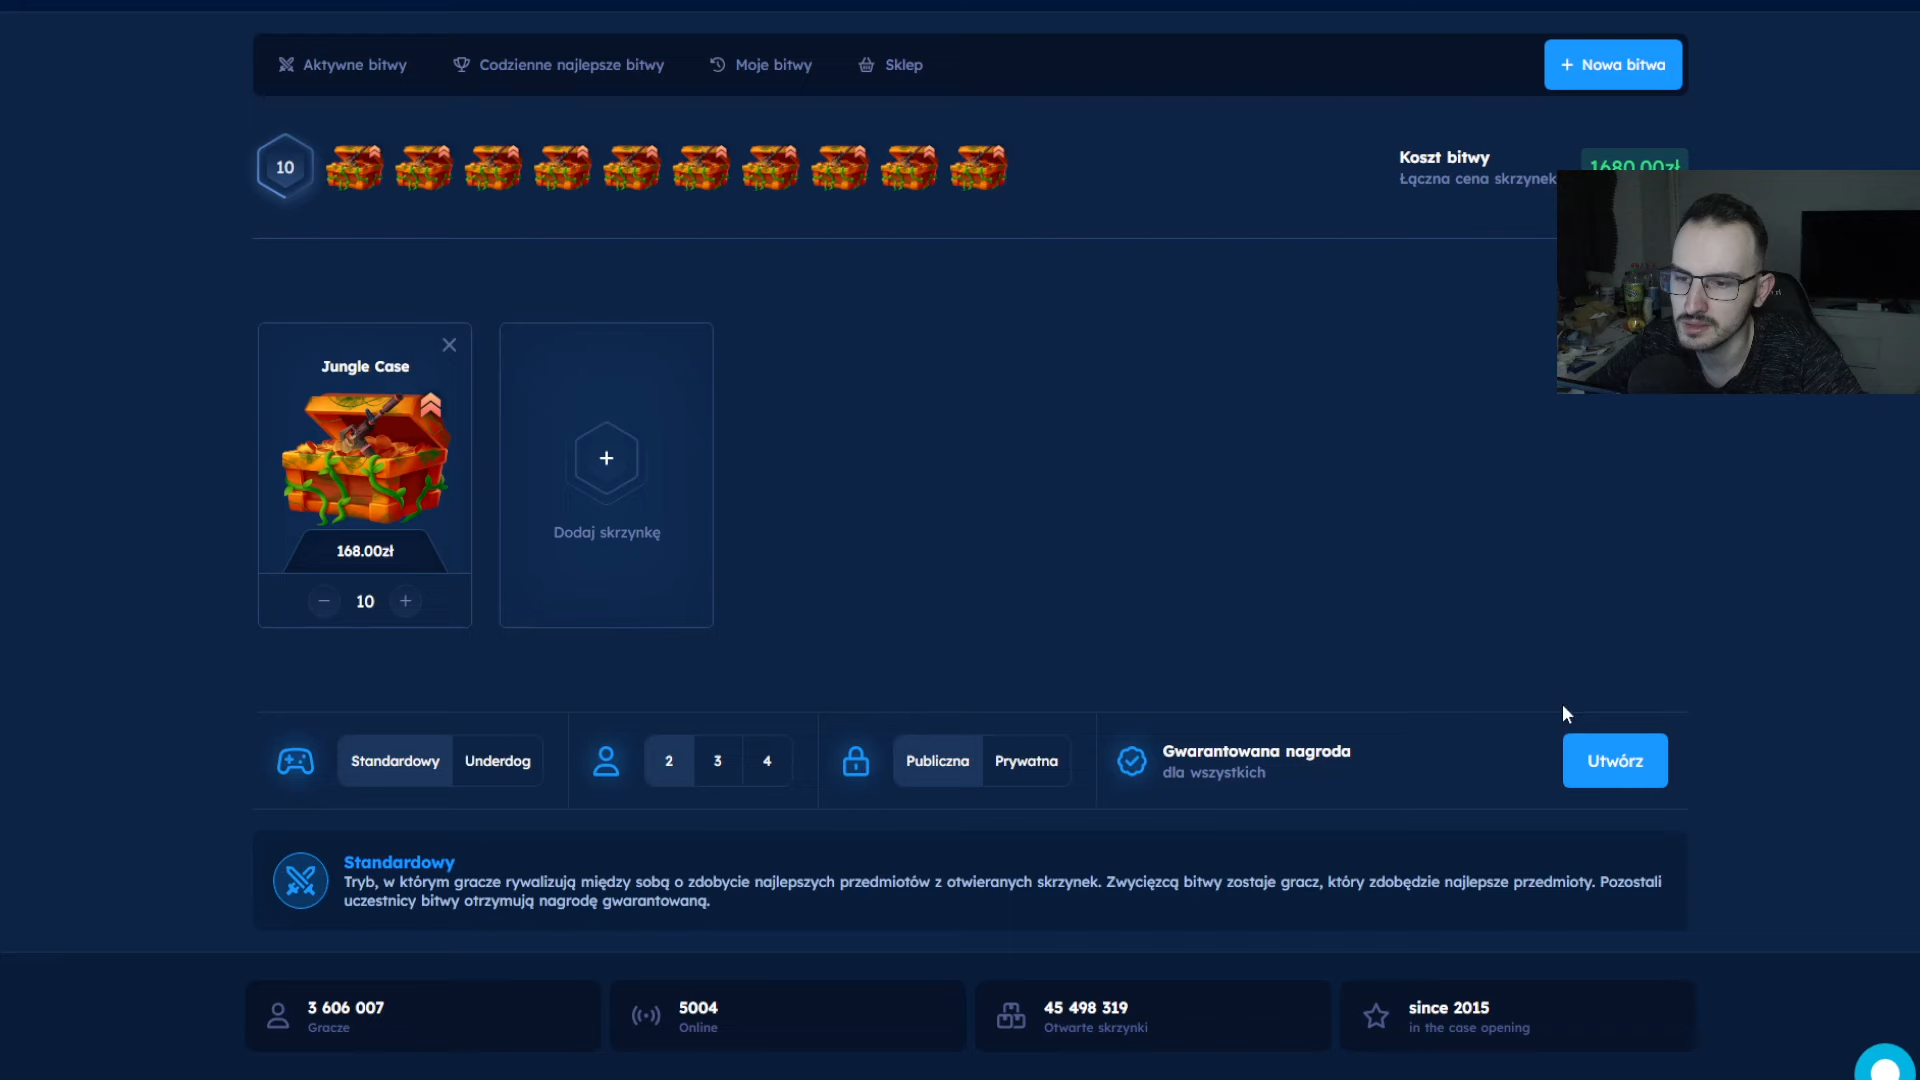 Aktywne bitwy
Codzienne najlepsze bitwy
Moje bitwy
Sklep
+ Nowa bitwa
10
Koszt bitwy
Łączna cena skrzynek
1680.00zł
Jungle Case
168.00zł
− 10 +
+
Dodaj skrzynkę
Standardowy
Underdog
2
3
4
Publiczna
Prywatna
Gwarantowana nagroda
dla wszystkich
Utwórz
Standardowy
Tryb, w którym gracze rywalizują między sobą o zdobycie najlepszych przedmiotów z otwieranych skrzynek. Zwycięzcą bitwy zostaje gracz, który zdobędzie najlepsze przedmioty. Pozostali
uczestnicy bitwy otrzymują nagrodę gwarantowaną.
3 606 007
Gracze
5004
Online
45 498 319
Otwarte skrzynki
since 2015
in the case opening